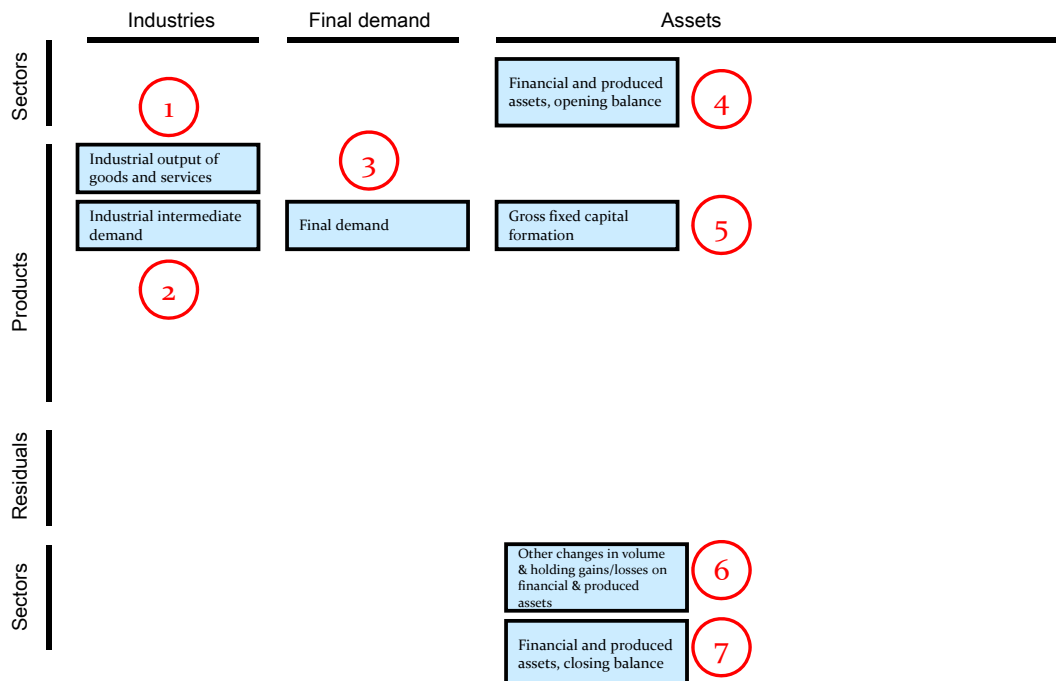 Industries
Final demand
Assets
Sectors
Financial and produced
assets, opening balance
4
1
Products
Industrial output of
goods and services
3
Industrial intermediate
demand
Final demand
Gross fixed capital
formation
5
2
Residuals
Sectors
Other changes in volume
& holding gains/losses on
financial & produced
assets
6
Financial and produced
assets, closing balance
7